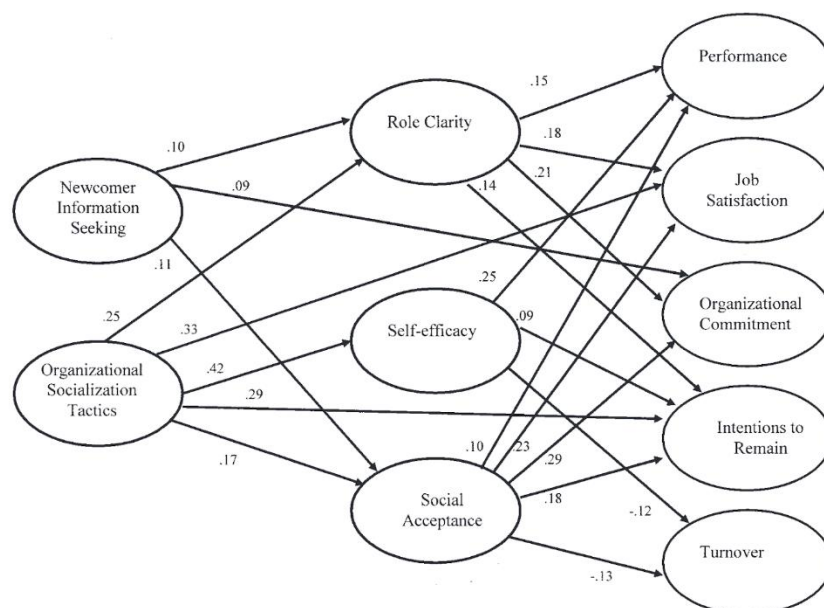 Performance
.15
Role Clarity
.10
.18
Newcomer
Information
Seeking
.09
.21
.14
Job
Satisfaction
.11
.25
.33
.25
.09
Self-efficacy
Organizational
Commitment
Organizational
Socialization
Tactics
.42
.29
.17
.10
.23
.29
.18
Intentions to
Remain
Social
Acceptance
-.12
-.13
Turnover